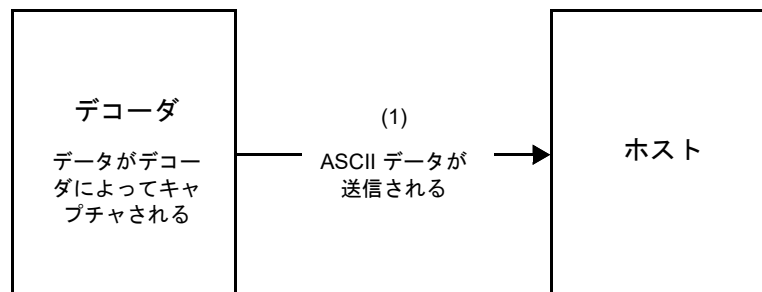 デコーダ
データがデコー
ダによってキャ
プチャされる
(1)
ASCII データが
送信される
ホスト